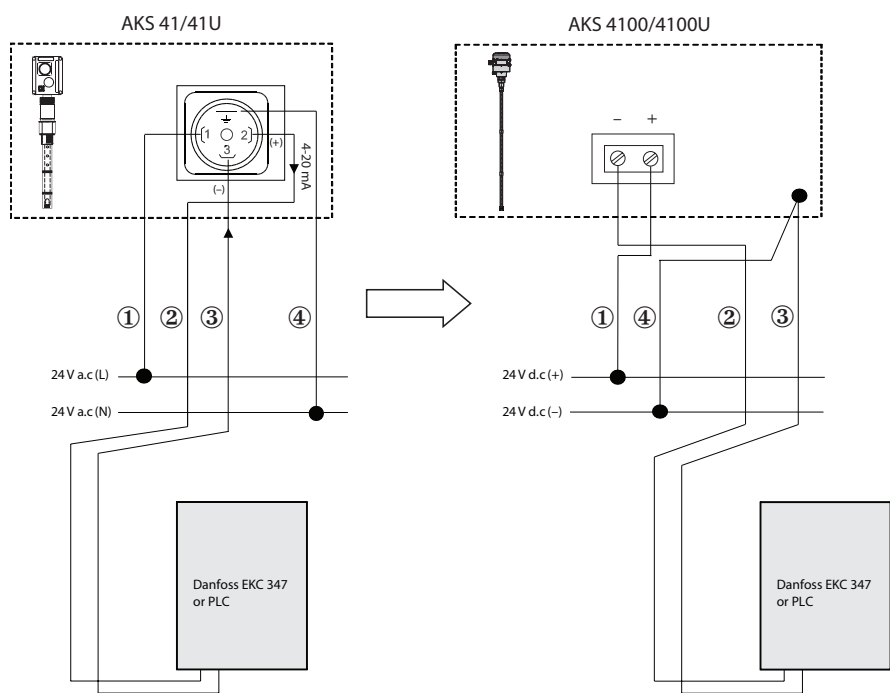 AKS 41/41U
1
2
3
(+)
(–)
4-20 mA
①
②
③
④
24 V a.c (L)
24 V a.c (N)
Danfoss EKC 347
or PLC
AKS 4100/4100U
– +
①
④
②
③
24 V d.c (+)
24 V d.c (–)
Danfoss EKC 347
or PLC